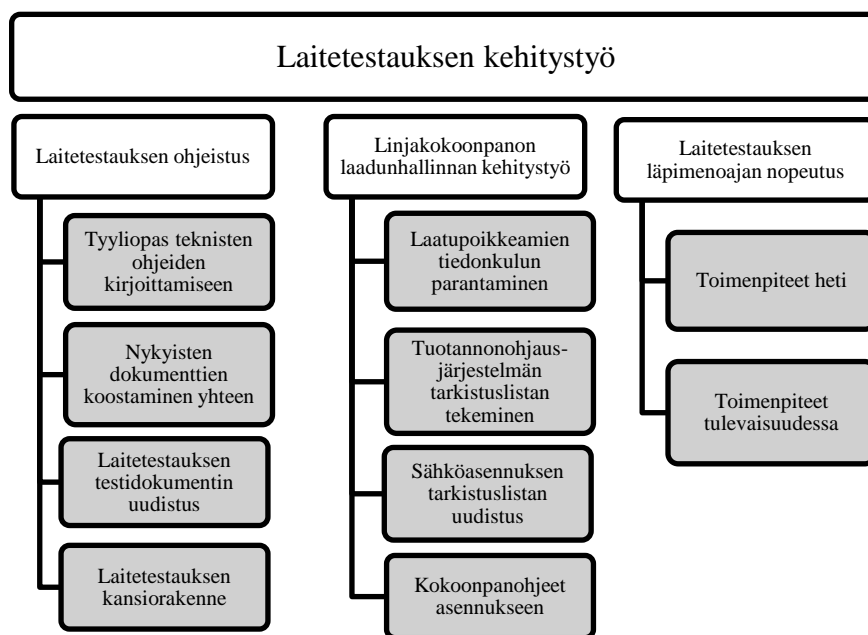 Laitetestauksen kehitystyö
Laitetestauksen ohjeistus
Tyyliopas teknisten
ohjeiden
kirjoittamiseen
Nykyisten
dokumenttien
koostaminen yhteen
Laitetestauksen
testidokumentin
uudistus
Laitetestauksen
kansiorakenne
Linjakokoonpanon
laadunhallinnan kehitystyö
Laatupoikkeamien
tiedonkulun
parantaminen
Tuotannonohjaus-
järjestelmän
tarkistuslistan
tekeminen
Sähköasennuksen
tarkistuslistan
uudistus
Kokoonpanohjeet
asennukseen
Laitetestauksen
läpimenoajan nopeutus
Toimenpiteet heti
Toimenpiteet
tulevaisuudessa